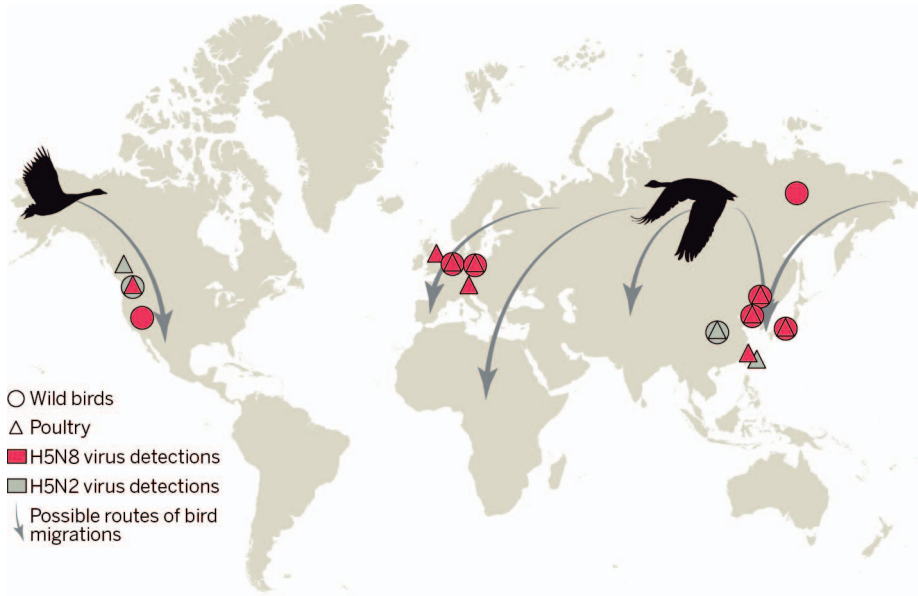 Wild birds
Poultry
H5N8 virus detections
H5N2 virus detections
Possible routes of bird
migrations